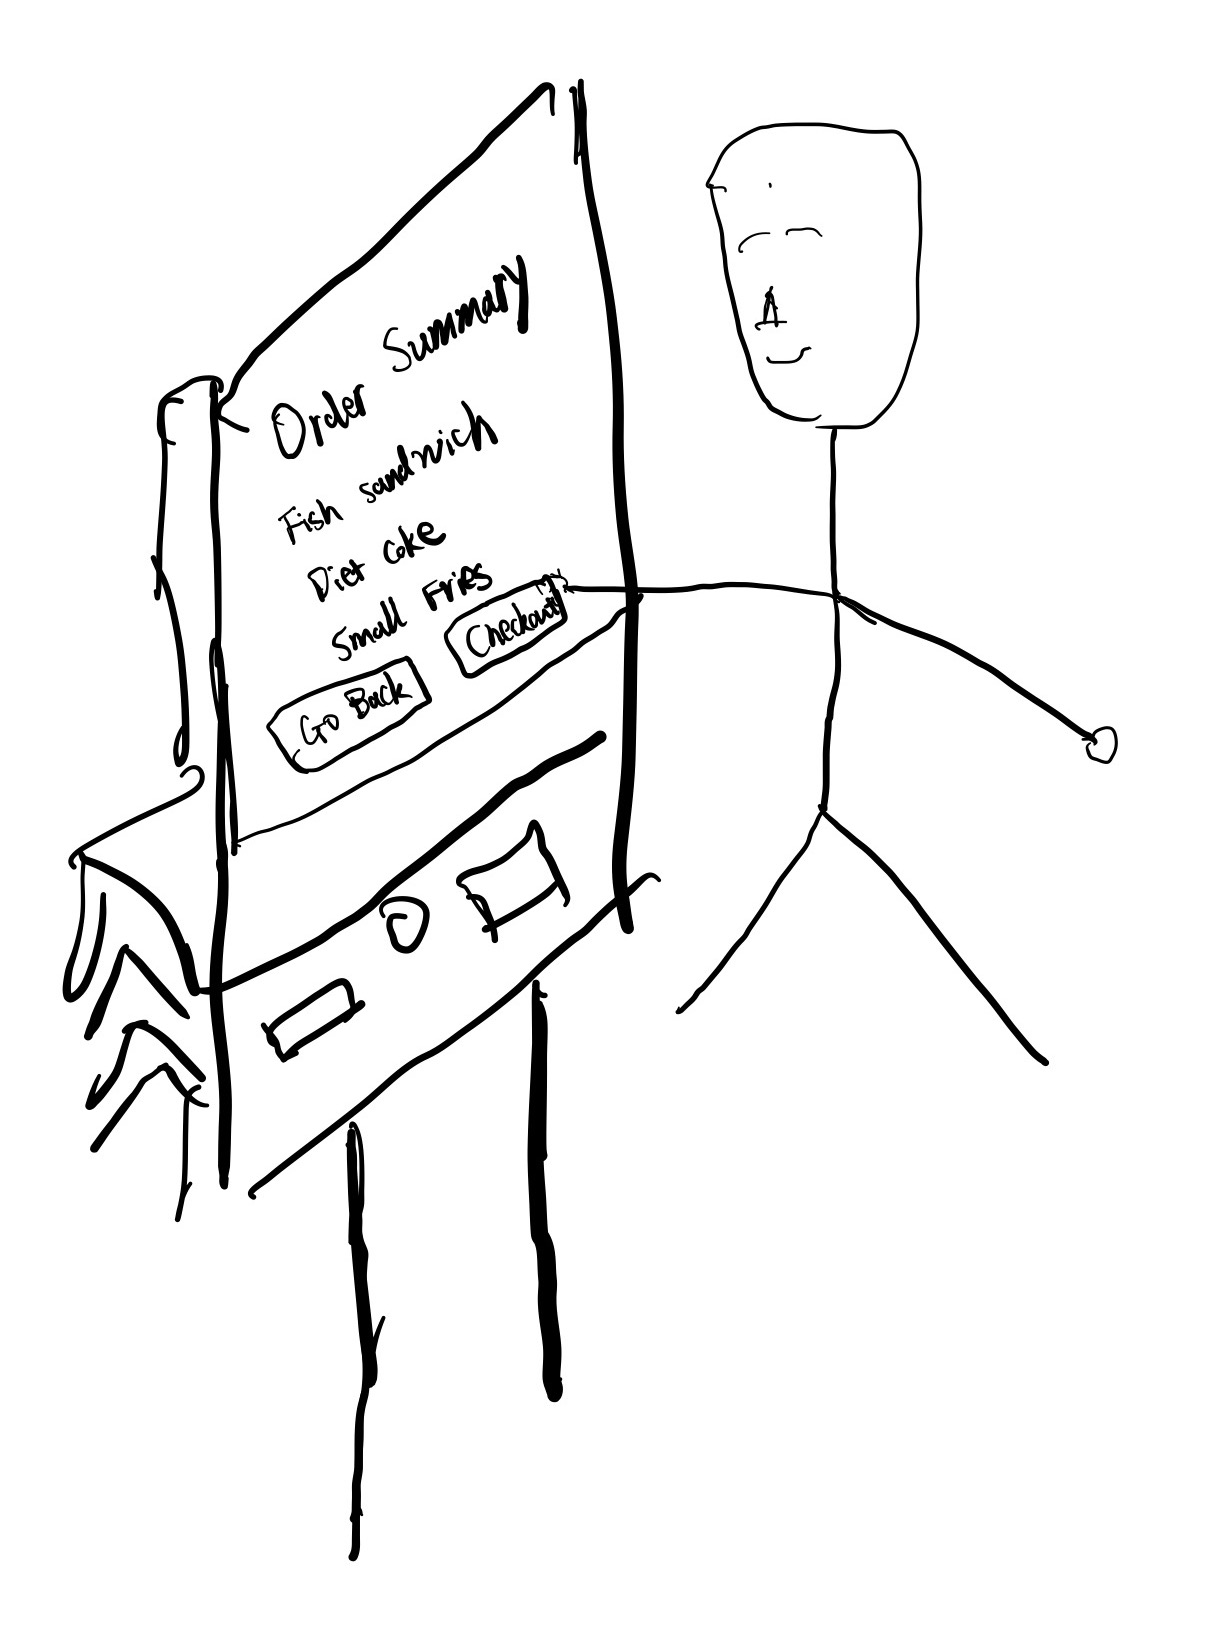 Order Summary
Fish sandwich
Diet coke
Small Fries
Go Back
Checkout